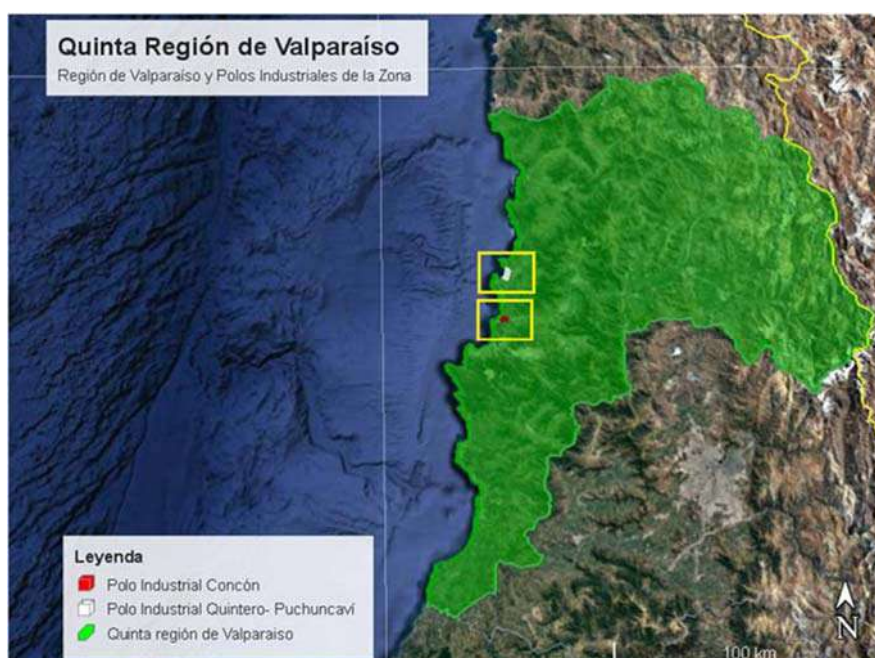 Quinta Región de Valparaíso
Región de Valparaíso y Polos Industriales de la Zona
Leyenda
Polo Industrial Concón
Polo Industrial Quintero- Puchuncaví
Quinta región de Valparaiso
N
100 km